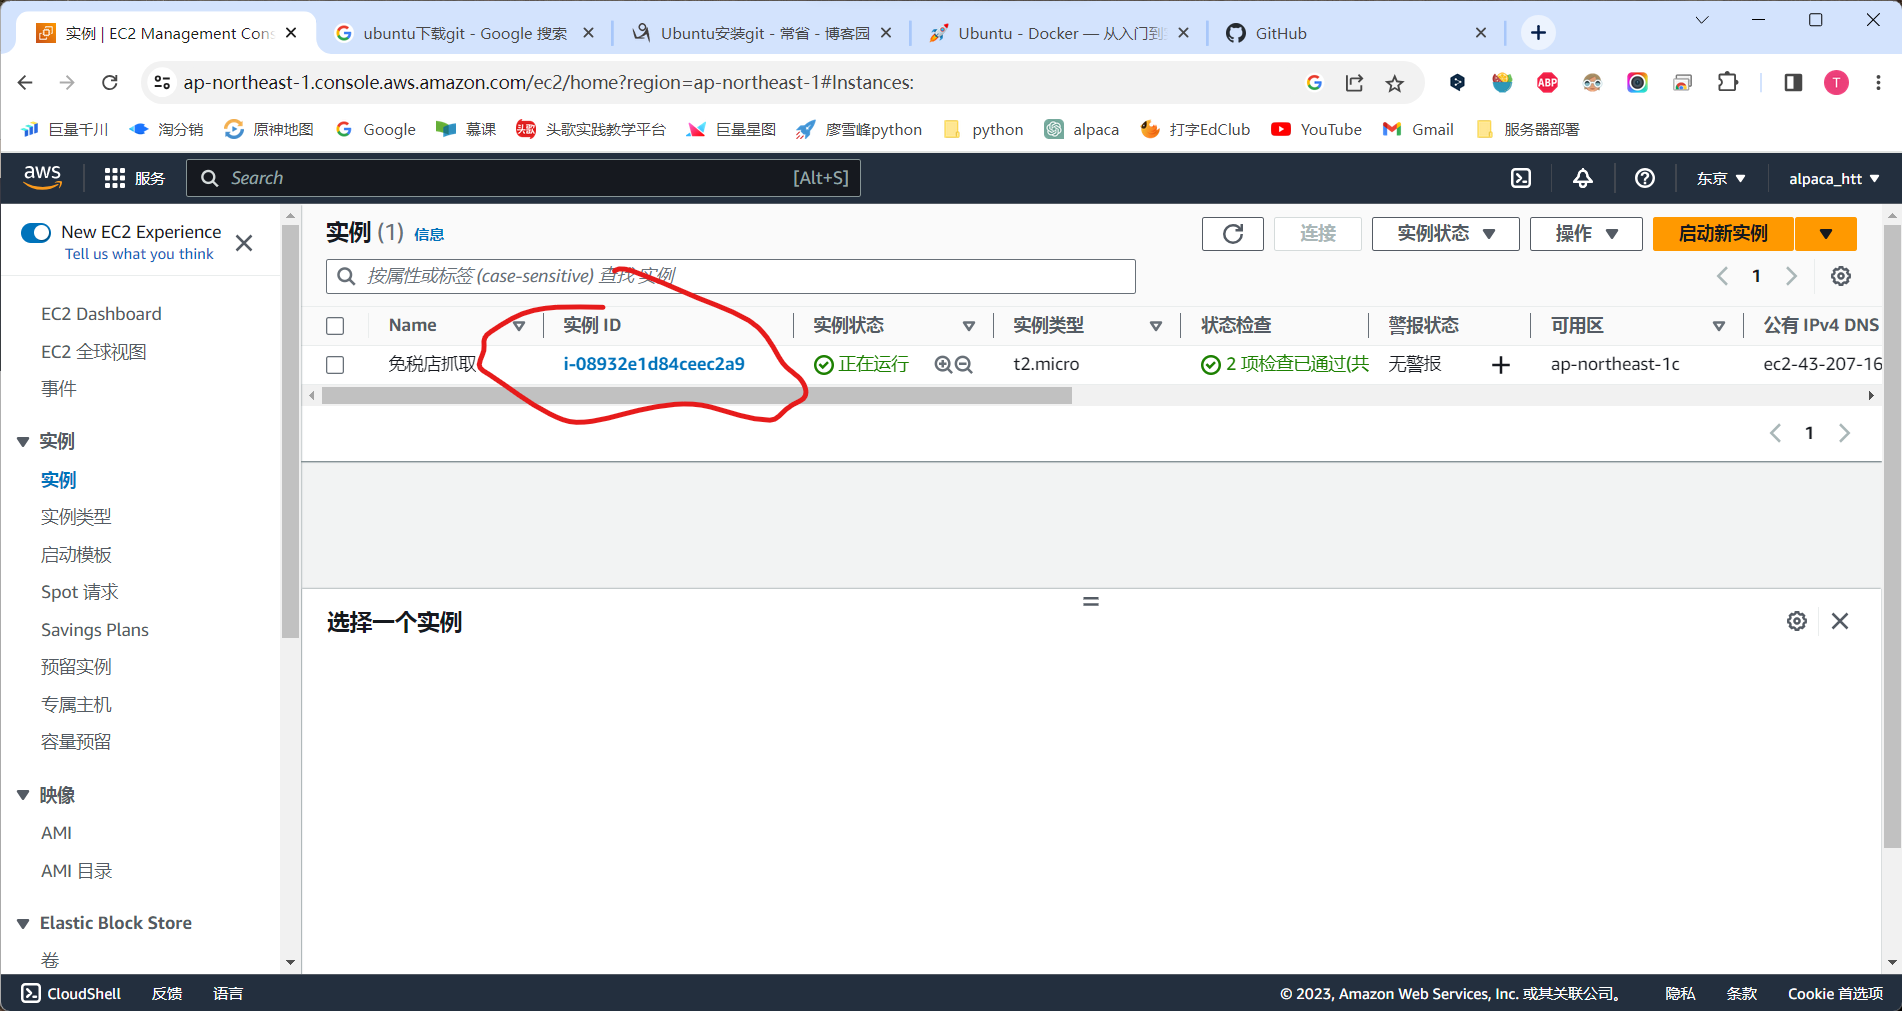 实例 | EC2 Management Cons
ubuntu下载git - Google 搜索
Ubuntu安装git - 常省 - 博客园
Ubuntu - Docker — 从入门到
GitHub
ap-northeast-1.console.aws.amazon.com/ec2/home?region=ap-northeast-1#Instances:
ABP
T
巨量千川
淘分销
原神地图
Google
慕课
头歌
头歌实践教学平台
巨量星图
廖雪峰python
python
alpaca
打字EdClub
YouTube
Gmail
服务器部署
aws
服务
Search
[Alt+S]
东京
alpaca_htt
New EC2 Experience
Tell us what you think
EC2 Dashboard
EC2 全球视图
事件
实例
实例
实例类型
启动模板
Spot 请求
Savings Plans
预留实例
专属主机
容量预留
映像
AMI
AMI 目录
Elastic Block Store
卷
实例 (1) 信息
连接
实例状态
操作
启动新实例
按属性或标签 (case-sensitive) 查找 实例
1
Name
实例 ID
实例状态
实例类型
状态检查
警报状态
可用区
公有 IPv4 DNS
免税店抓取
i-08932e1d84ceec2a9
正在运行
t2.micro
2 项检查已通过(共
无警报
ap-northeast-1c
ec2-43-207-16
1
选择一个实例
CloudShell
反馈
语言
© 2023, Amazon Web Services, Inc. 或其关联公司。
隐私
条款
Cookie 首选项